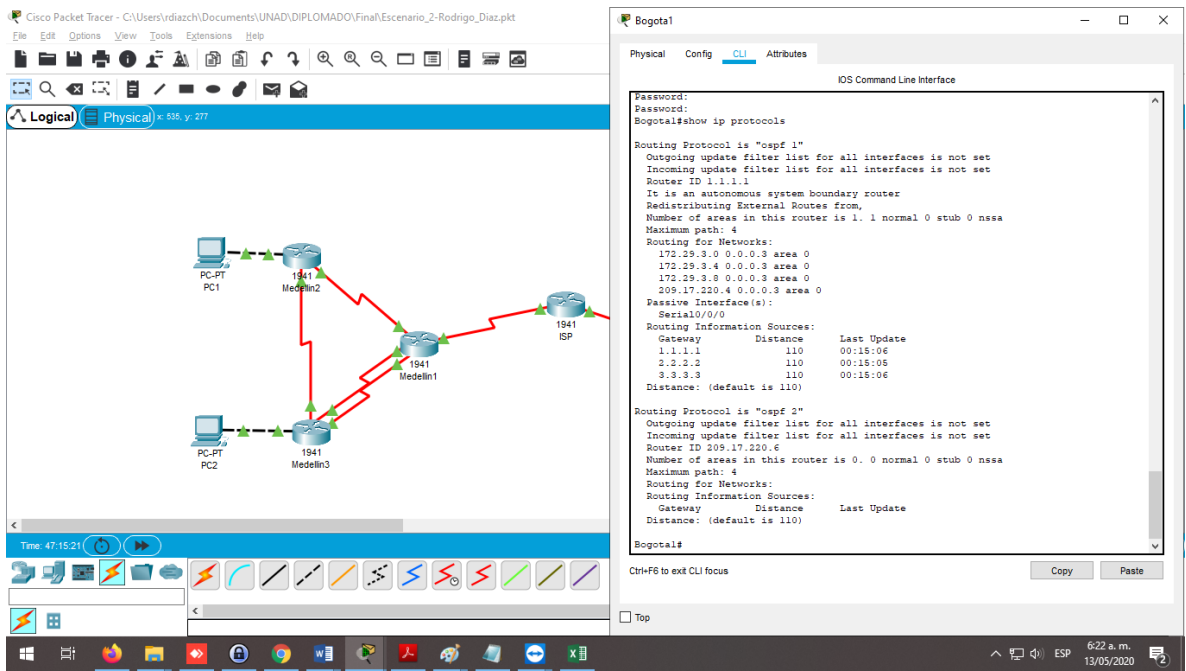 Cisco Packet Tracer - C:\Users\rdiazch\Documents\UNAD\DIPLOMADO\Final\Escenario_2-Rodrigo_Diaz.pkt
File Edit Options View Tools Extensions Help
Logical Physical x: 535, y: 277
PC-PT
PC1
1941
Medellin2
1941
ISP
1941
Medellin1
PC-PT
PC2
1941
Medellin3
Time: 47:15:21
Bogota1
Physical Config CLI Attributes
IOS Command Line Interface
Password:
Password:
Bogota1#show ip protocols
Routing Protocol is "ospf 1"
Outgoing update filter list for all interfaces is not set
Incoming update filter list for all interfaces is not set
Router ID 1.1.1.1
It is an autonomous system boundary router
Redistributing External Routes from,
Number of areas in this router is 1. 1 normal 0 stub 0 nssa
Maximum path: 4
Routing for Networks:
172.29.3.0 0.0.0.3 area 0
172.29.3.4 0.0.0.3 area 0
172.29.3.8 0.0.0.3 area 0
209.17.220.4 0.0.0.3 area 0
Passive Interface(s):
Serial0/0/0
Routing Information Sources:
Gateway Distance Last Update
1.1.1.1 110 00:15:06
2.2.2.2 110 00:15:05
3.3.3.3 110 00:15:06
Distance: (default is 110)
Routing Protocol is "ospf 2"
Outgoing update filter list for all interfaces is not set
Incoming update filter list for all interfaces is not set
Router ID 209.17.220.6
Number of areas in this router is 0. 0 normal 0 stub 0 nssa
Maximum path: 4
Routing for Networks:
Routing Information Sources:
Gateway Distance Last Update
Distance: (default is 110)
Bogota1#
Ctrl+F6 to exit CLI focus
Copy Paste
Top
ESP
6:22 a. m.
13/05/2020
2